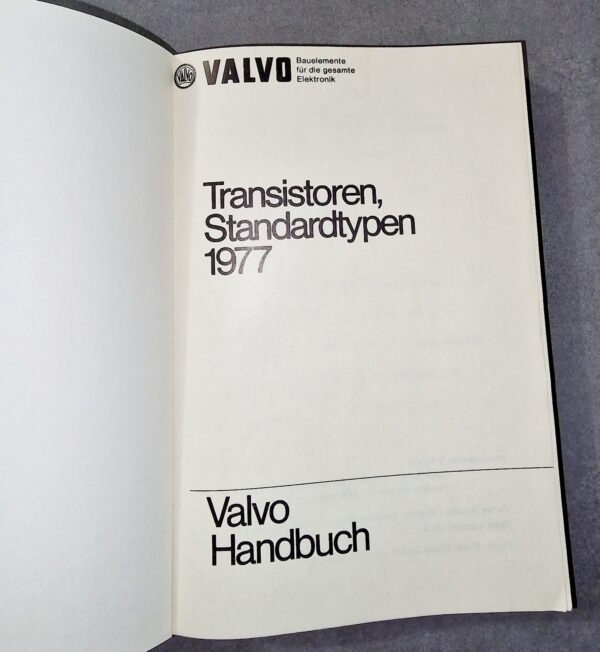 VALVO
VALVO
Bauelemente
für die gesamte
Elektronik
Transistoren,
Standardtypen
1977
Valvo
Handbuch